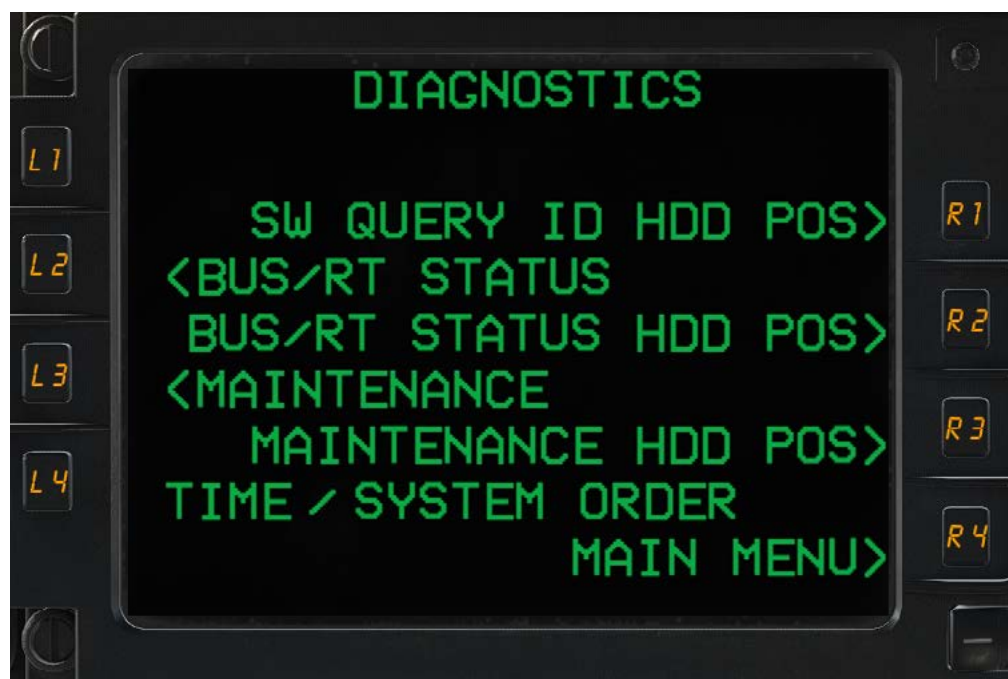 DIAGNOSTICS
L1
SW QUERY ID HDD POS>
R1
L2
<BUS/RT STATUS
BUS/RT STATUS HDD POS>
R2
L3
<MAINTENANCE
MAINTENANCE HDD POS>
R3
L4
TIME / SYSTEM ORDER
MAIN MENU>
R4